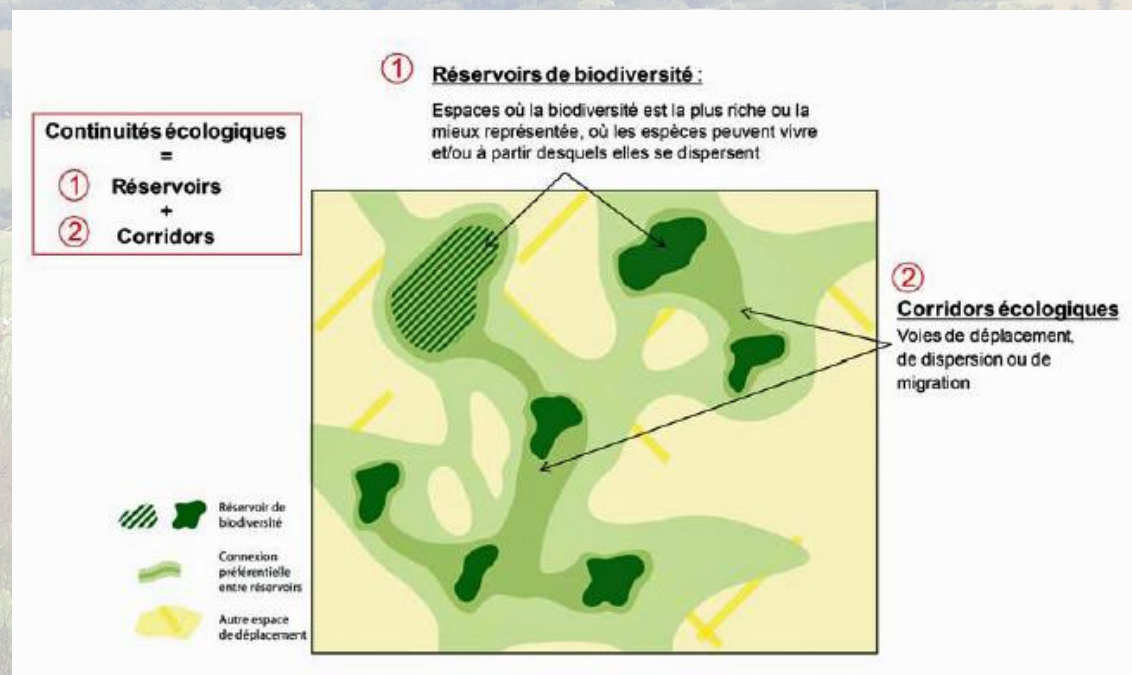 Continuités écologiques
=
① Réservoirs
+
② Corridors
① Réservoirs de biodiversité :
Espaces où la biodiversité est la plus riche ou la
mieux représentée, où les espèces peuvent vivre
et/ou à partir desquels elles se dispersent
②
Corridors écologiques
Voies de déplacement,
de dispersion ou de
migration
Réservoir de
biodiversité
Connexion
préférentielle
entre réservoirs
Autre espace
de déplacement